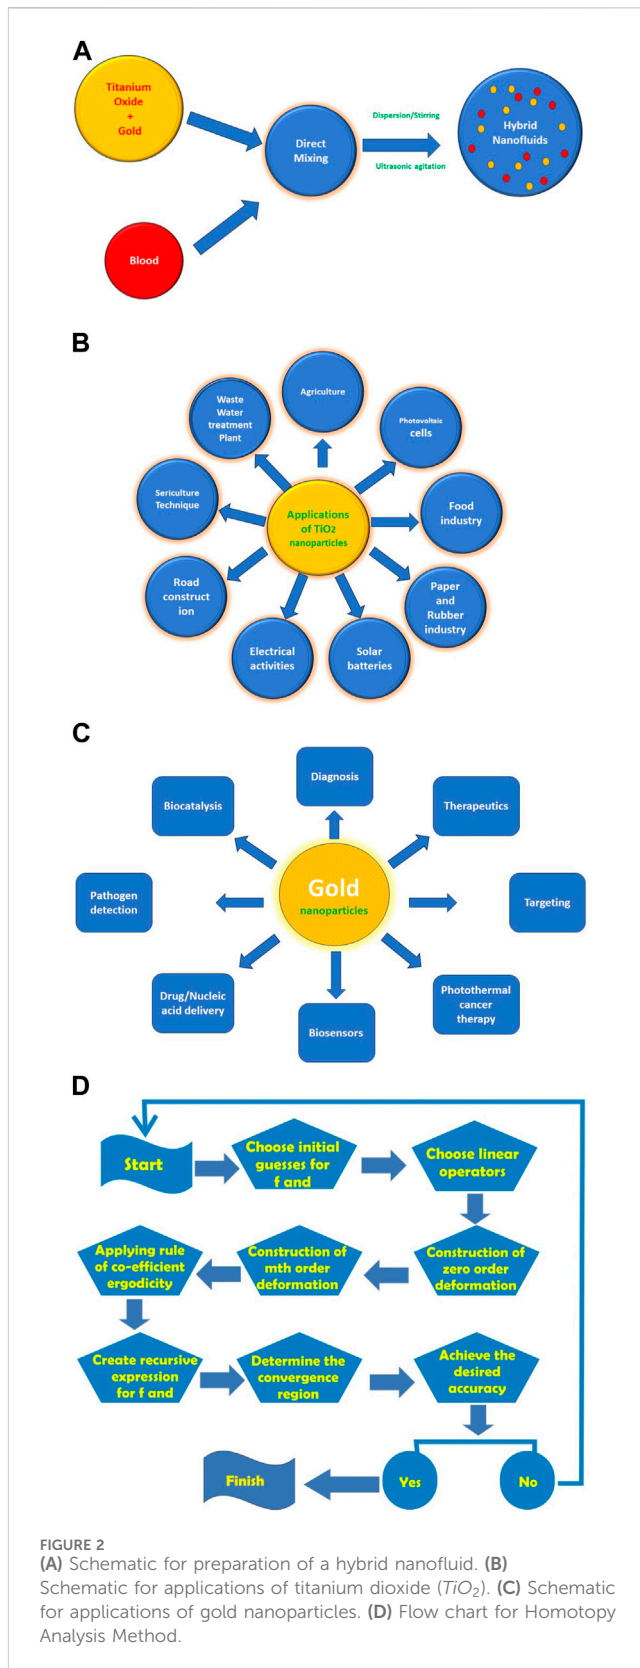 A
Titanium
Oxide
+
Gold
Direct
Mixing
Dispersion/Stirring
Ultrasonic agitation
Hybrid
Nanofluids
Blood
B
Agriculture
Photovoltaic
cells
Food
industry
Paper
and
Rubber
industry
Solar
batteries
Electrical
activities
Road
construct
ion
Sericulture
Technique
Waste
Water
treatment
Plant
Applications
of TiO2
nanoparticles
C
Diagnosis
Therapeutics
Targeting
Photothermal
cancer
therapy
Biosensors
Drug/Nucleic
acid delivery
Pathogen
detection
Biocatalysis
Gold
nanoparticles
D
Start
Choose initial
guesses for
f and
Choose linear
operators
Construction of
zero order
deformation
Construction of
mth order
deformation
Applying rule
of co-efficient
ergodicity
Create recursive
expression
for f and
Determine the
convergence
region
Achieve the
desired
accuracy
Yes
No
Finish
FIGURE 2
(A) Schematic for preparation of a hybrid nanofluid. (B)
Schematic for applications of titanium dioxide (TiO2). (C) Schematic
for applications of gold nanoparticles. (D) Flow chart for Homotopy
Analysis Method.